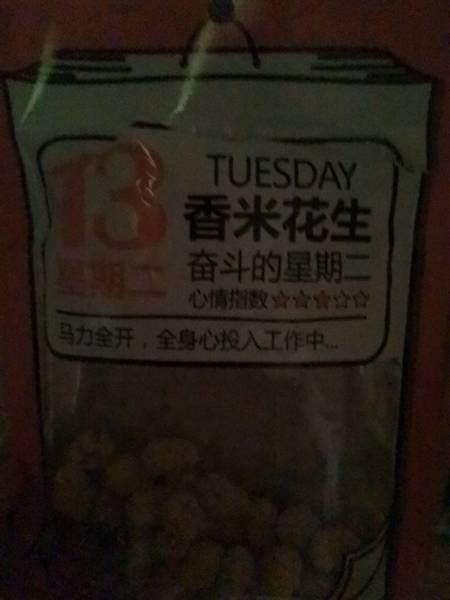 13
星期二
TUESDAY
香米花生
奋斗的星期二
心情指数☆☆☆☆☆
马力全开，全身心投入工作中...